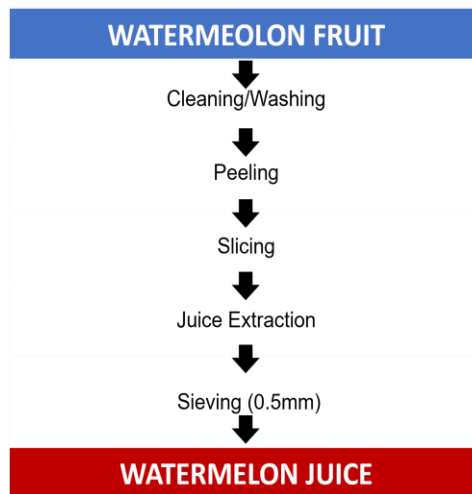 WATERMEOLON FRUIT
Cleaning/Washing
Peeling
Slicing
Juice Extraction
Sieving (0.5mm)
WATERMELON JUICE